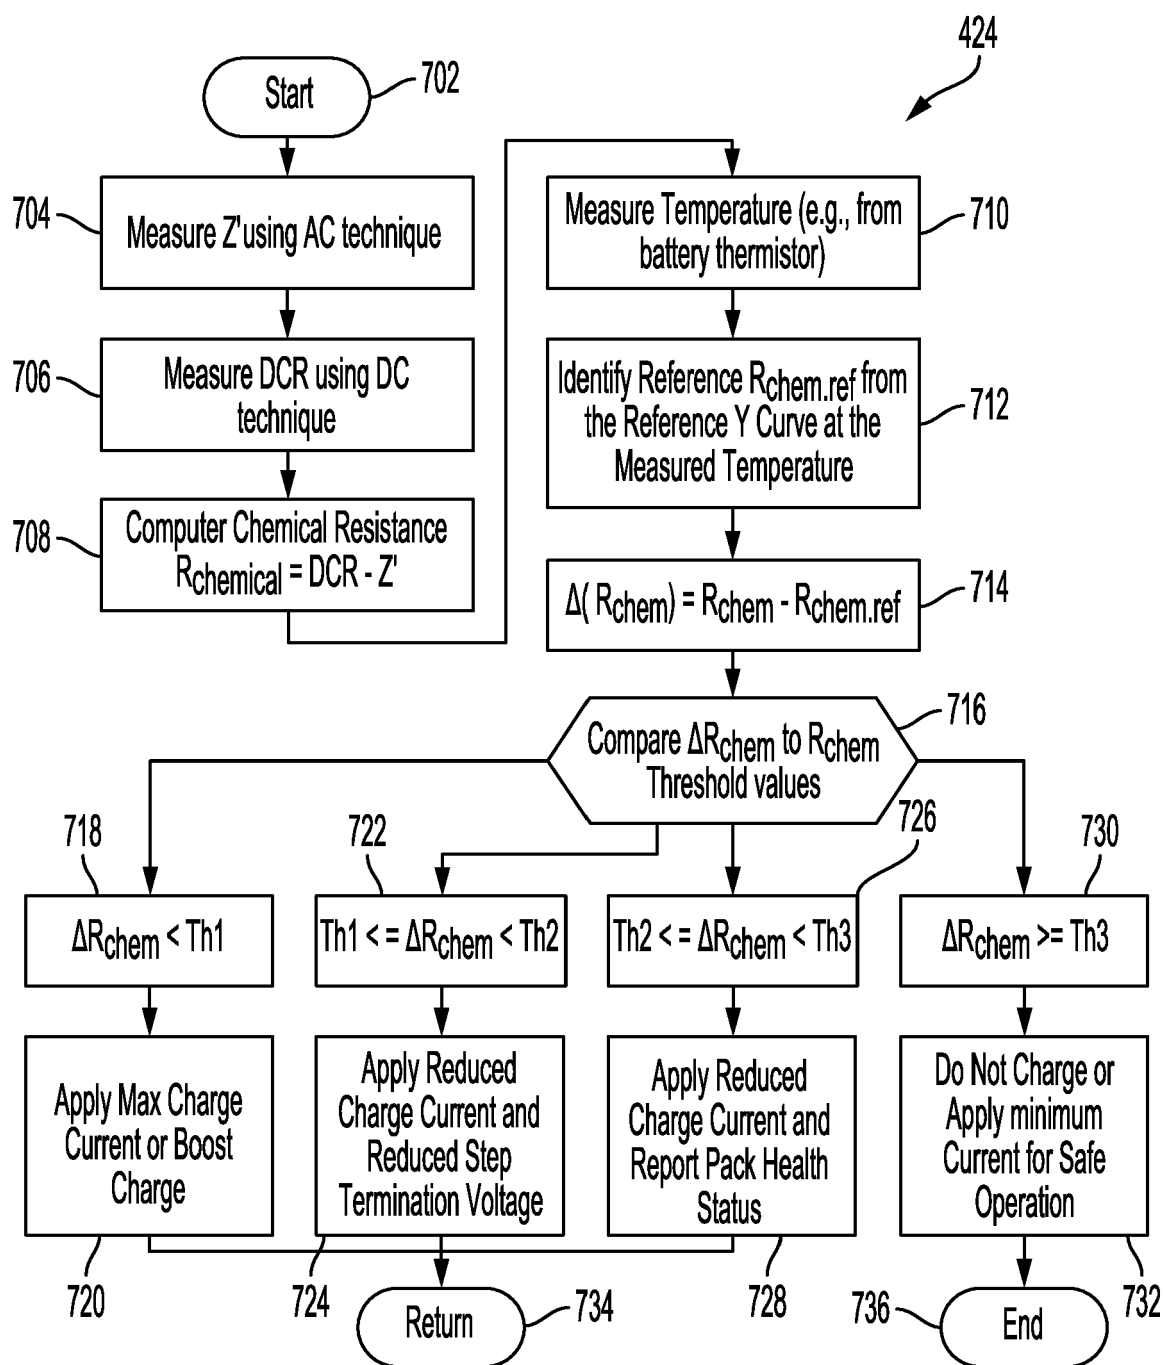 424
Start
702
704
Measure Z' using AC technique
706
Measure DCR using DC
technique
708
Computer Chemical Resistance
Rchemical = DCR - Z'
Measure Temperature (e.g., from
battery thermistor)
710
Identify Reference Rchem.ref from
the Reference Y Curve at the
Measured Temperature
712
Δ( Rchem) = Rchem - Rchem.ref
714
Compare ΔRchem to Rchem
Threshold values
716
718
ΔRchem < Th1
722
Th1 < = ΔRchem < Th2
726
Th2 < = ΔRchem < Th3
730
ΔRchem >= Th3
Apply Max Charge
Current or Boost
Charge
720
Apply Reduced
Charge Current and
Reduced Step
Termination Voltage
724
Apply Reduced
Charge Current and
Report Pack Health
Status
728
Do Not Charge or
Apply minimum
Current for Safe
Operation
732
Return
734
736
End